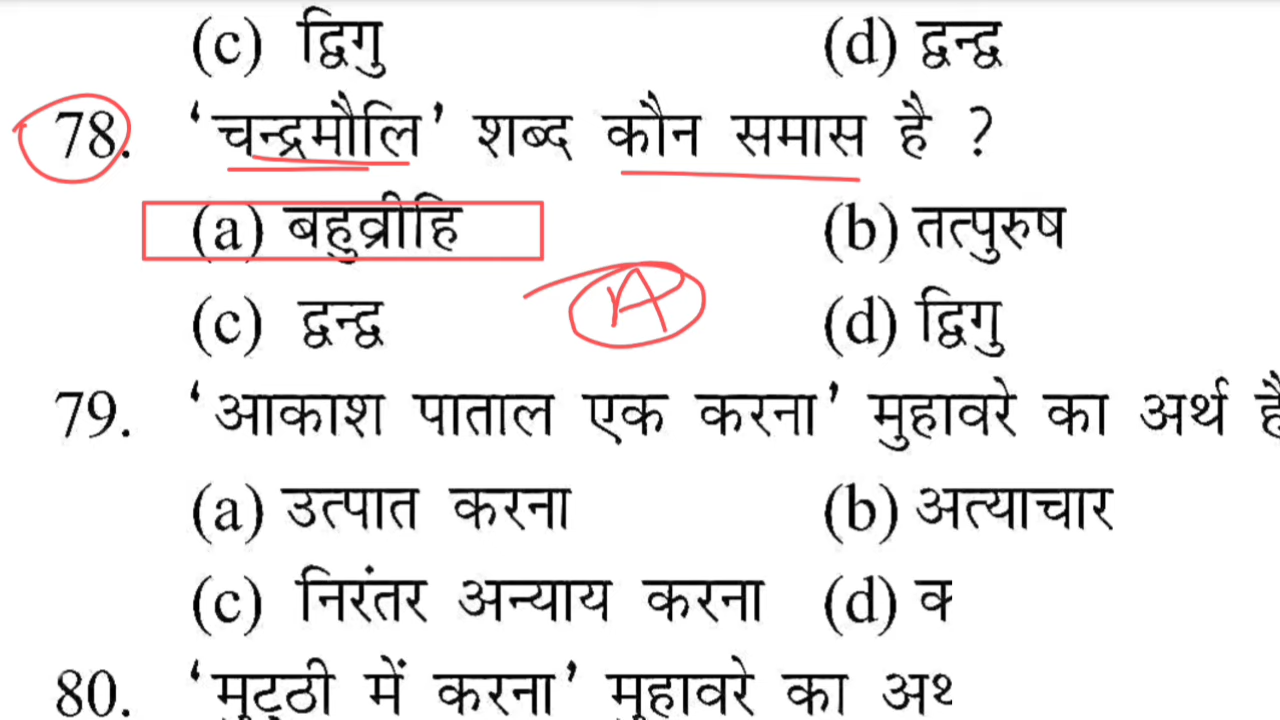 (c) द्विगु (d) द्वन्द्व
78. ‘चन्द्रमौलि’ शब्द कौन समास है ?
(a) बहुव्रीहि (b) तत्पुरुष
(c) द्वन्द्व (d) द्विगु
A
79. ‘आकाश पाताल एक करना’ मुहावरे का अर्थ है
(a) उत्पात करना (b) अत्याचार
(c) निरंतर अन्याय करना (d)
80. ‘मुट्ठी में करना’ मुहावरे का